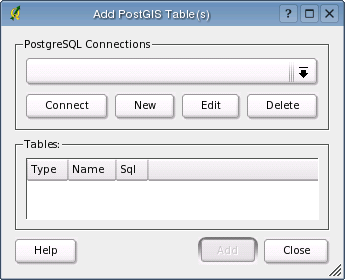 Add PostGIS Table(s)
PostgreSQL Connections
Connect New Edit Delete
Tables:
Type Name Sql
Help Add Close